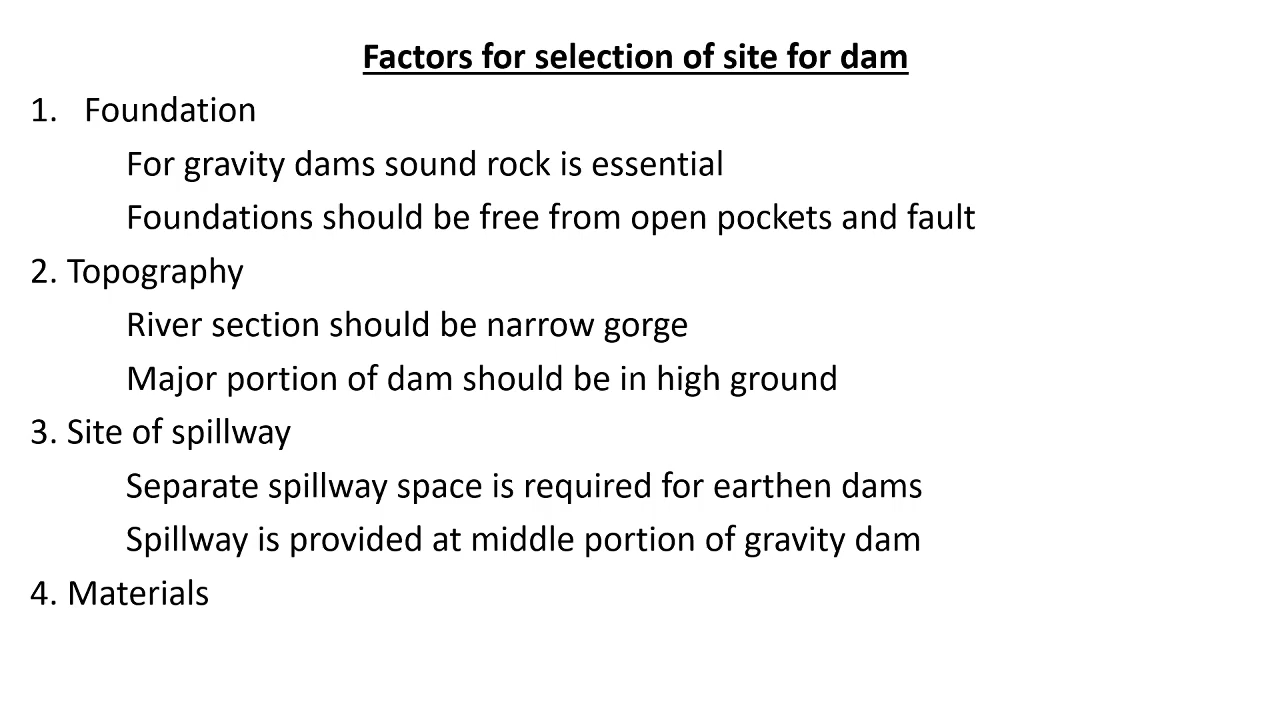 Factors for selection of site for dam
1. Foundation
For gravity dams sound rock is essential
Foundations should be free from open pockets and fault
2. Topography
River section should be narrow gorge
Major portion of dam should be in high ground
3. Site of spillway
Separate spillway space is required for earthen dams
Spillway is provided at middle portion of gravity dam
4. Materials